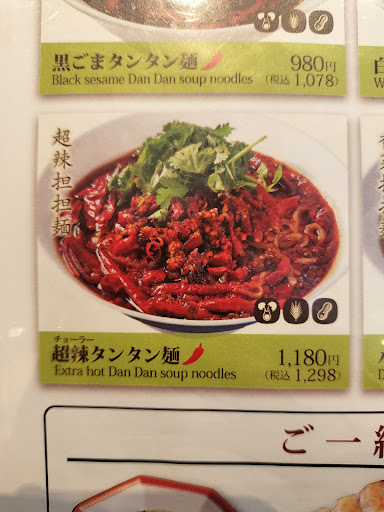 黒ごまタンタン麺 980円
Black sesame Dan Dan soup noodles (税込 1,078)
超辣担担麺
チョーラー
超辣タンタン麺 1,180円
Extra hot Dan Dan soup noodles (税込 1,298)
ご一緒